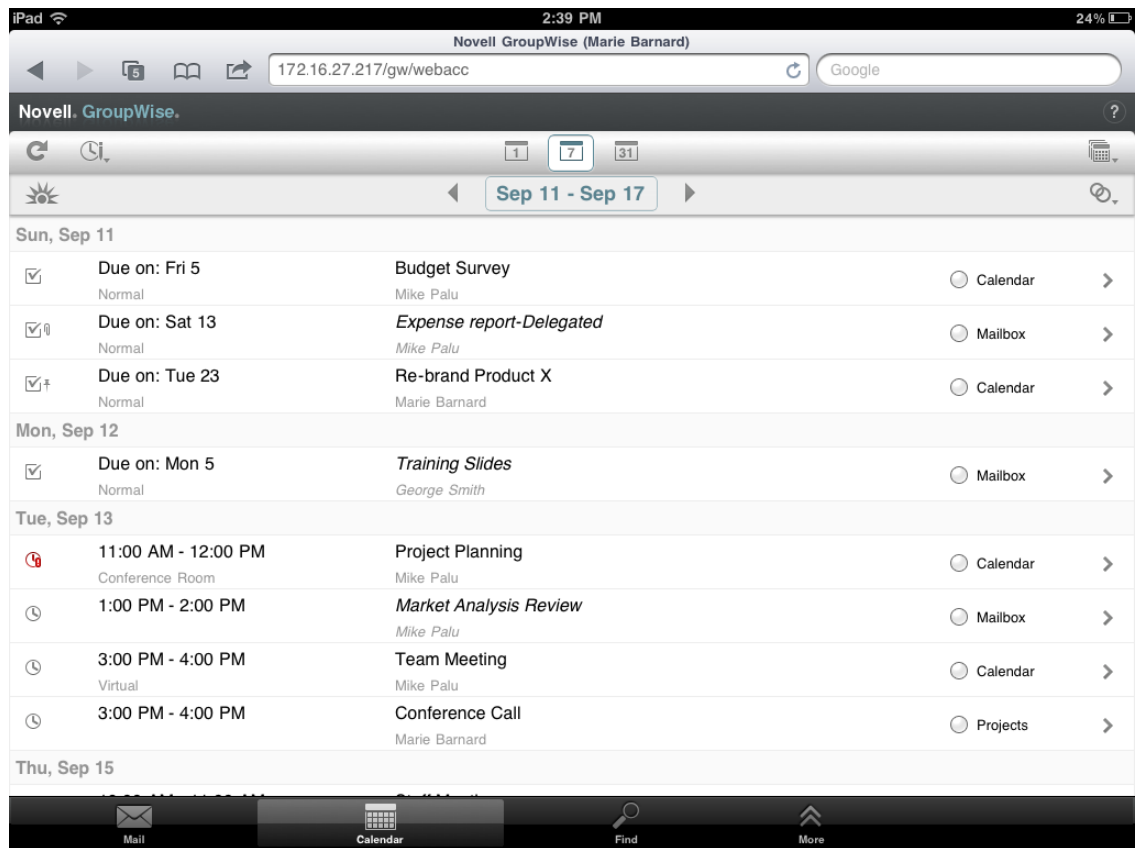 iPad 2:39 PM 24%
Novell GroupWise (Marie Barnard)
5 172.16.27.217/gw/webacc Google
Novell. GroupWise. ?
1 7 31
Sep 11 - Sep 17
Sun, Sep 11
Due on: Fri 5 Budget Survey
Calendar
Normal Mike Palu
Due on: Sat 13 Expense report-Delegated
Mailbox
Normal Mike Palu
Due on: Tue 23 Re-brand Product X
Calendar
Normal Marie Barnard
Mon, Sep 12
Due on: Mon 5 Training Slides
Mailbox
Normal George Smith
Tue, Sep 13
11:00 AM - 12:00 PM Project Planning
Calendar
Conference Room Mike Palu
1:00 PM - 2:00 PM Market Analysis Review
Mailbox
Mike Palu
3:00 PM - 4:00 PM Team Meeting
Calendar
Virtual Mike Palu
3:00 PM - 4:00 PM Conference Call
Projects
Marie Barnard
Thu, Sep 15
Mail Calendar Find More